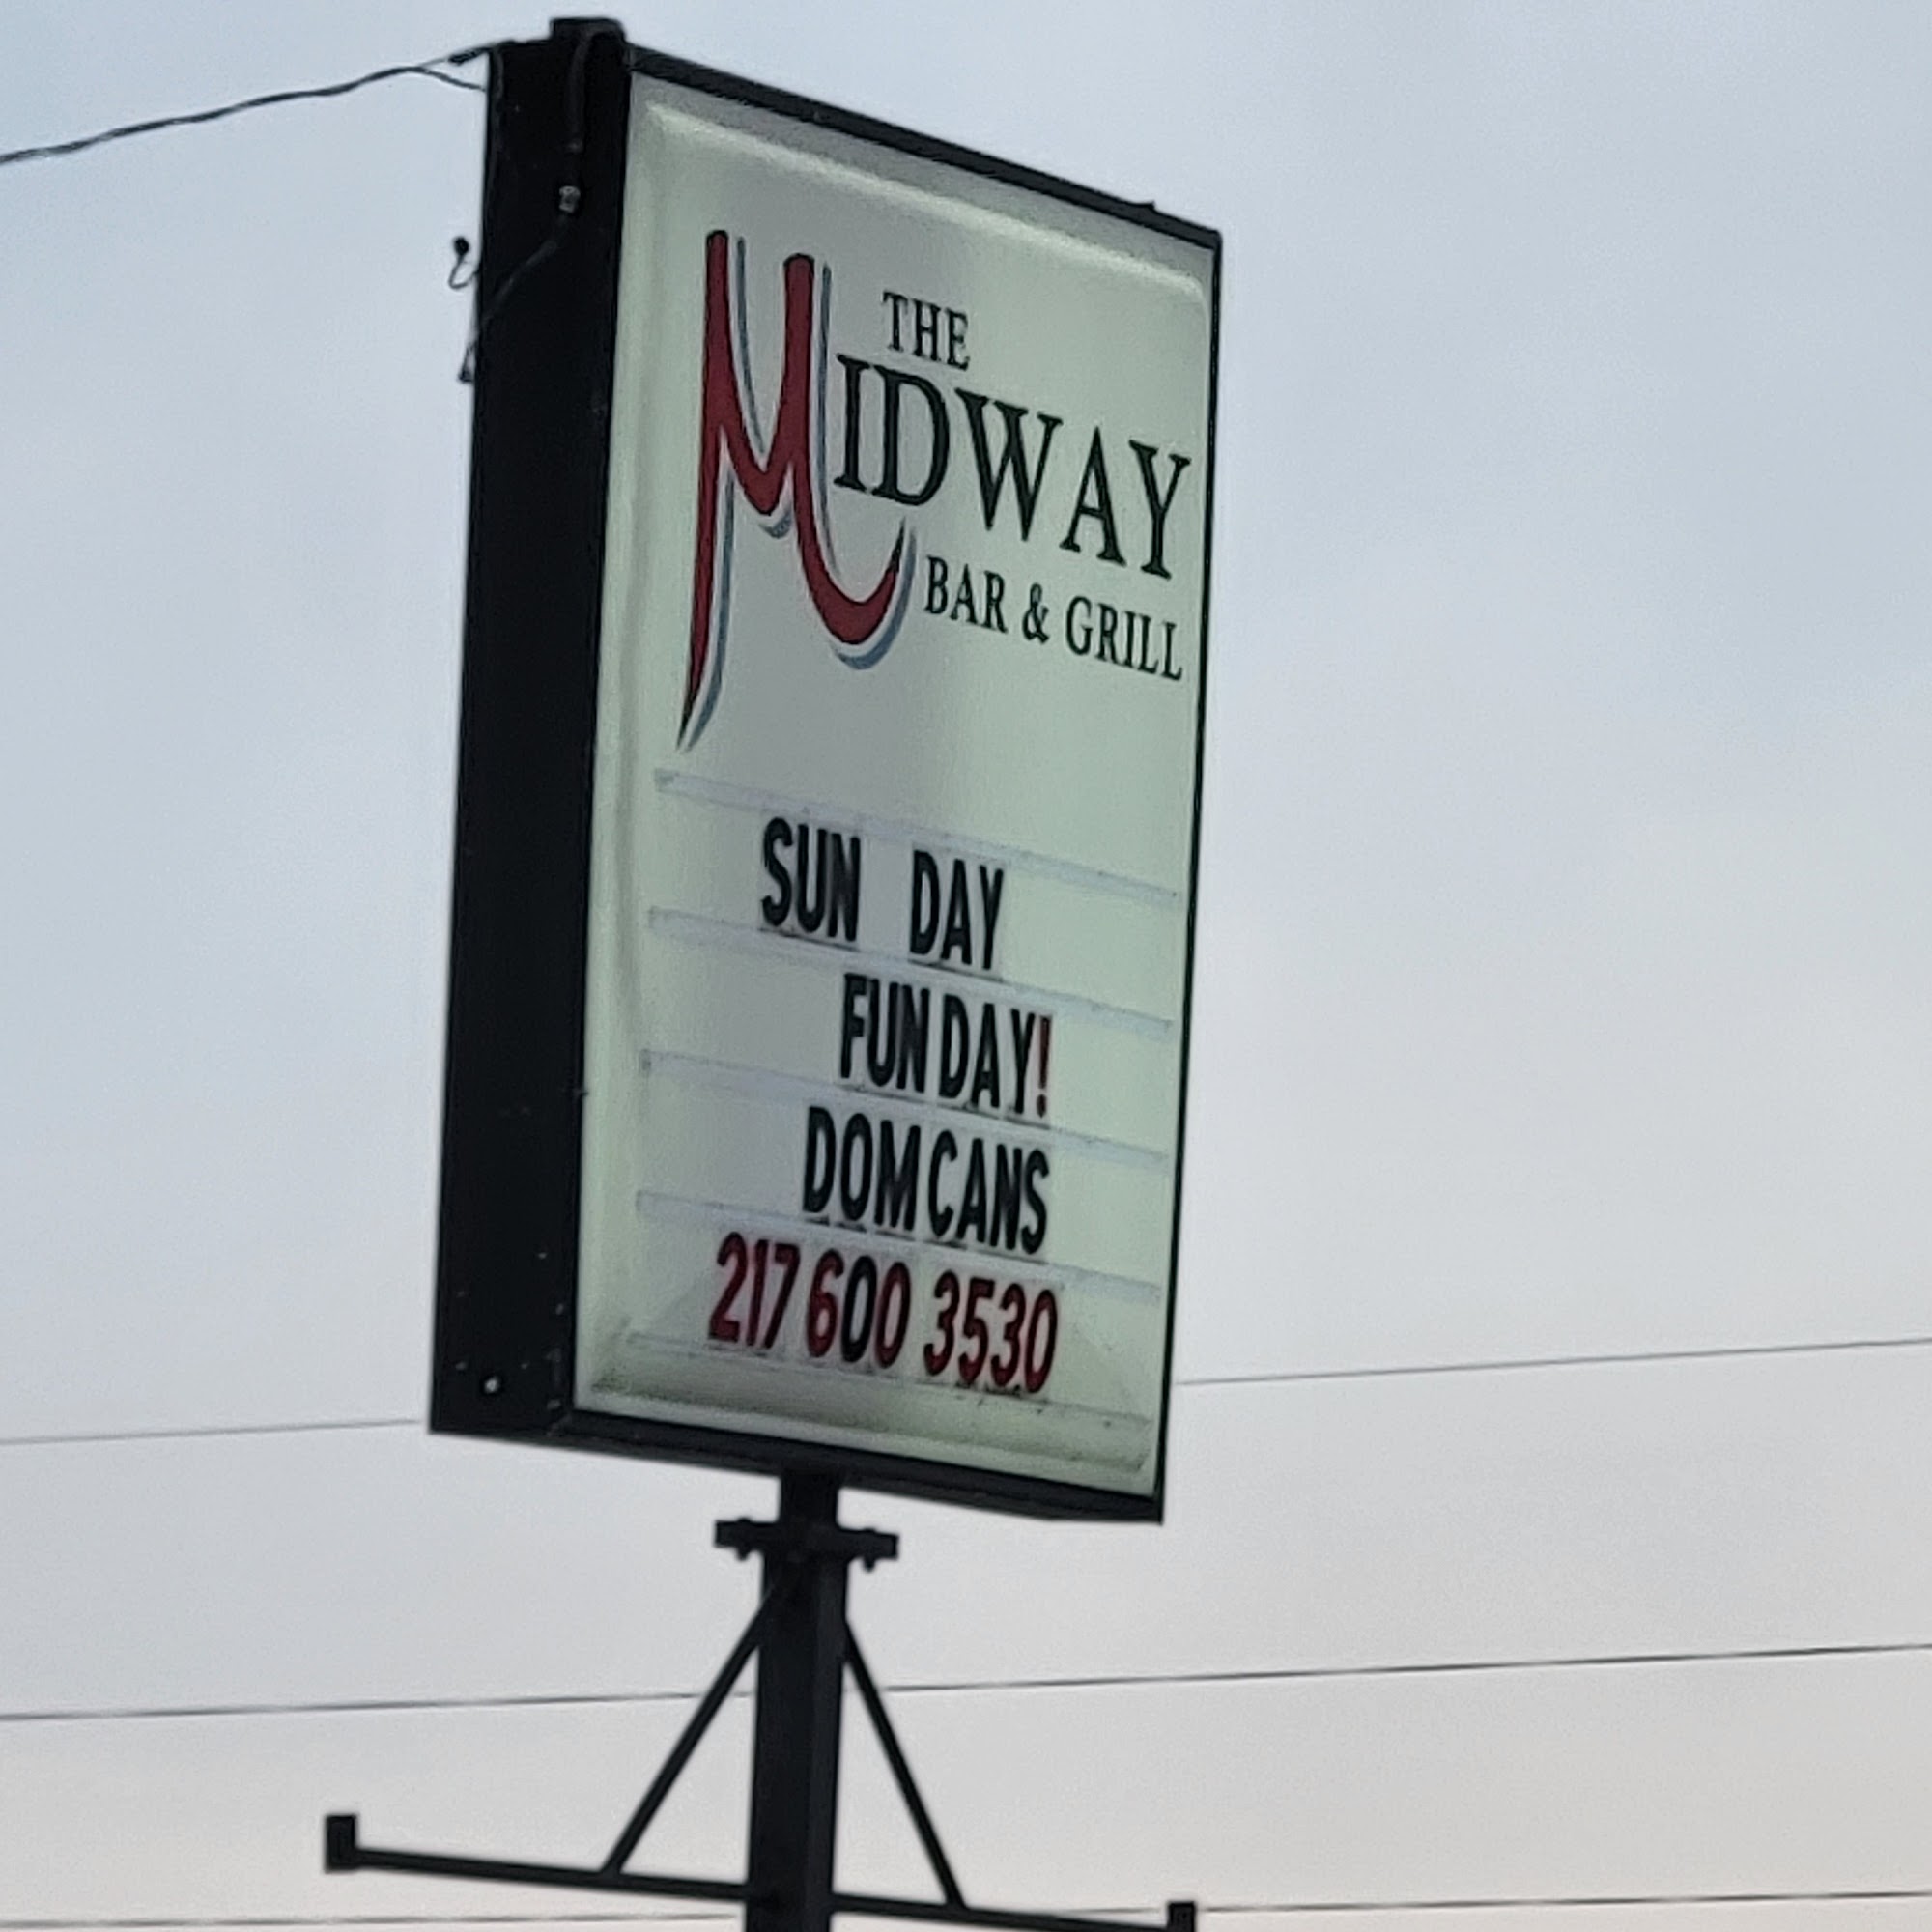 THE
MIDWAY
BAR & GRILL
SUN DAY
FUN DAY!
DOM CANS
217 600 3530